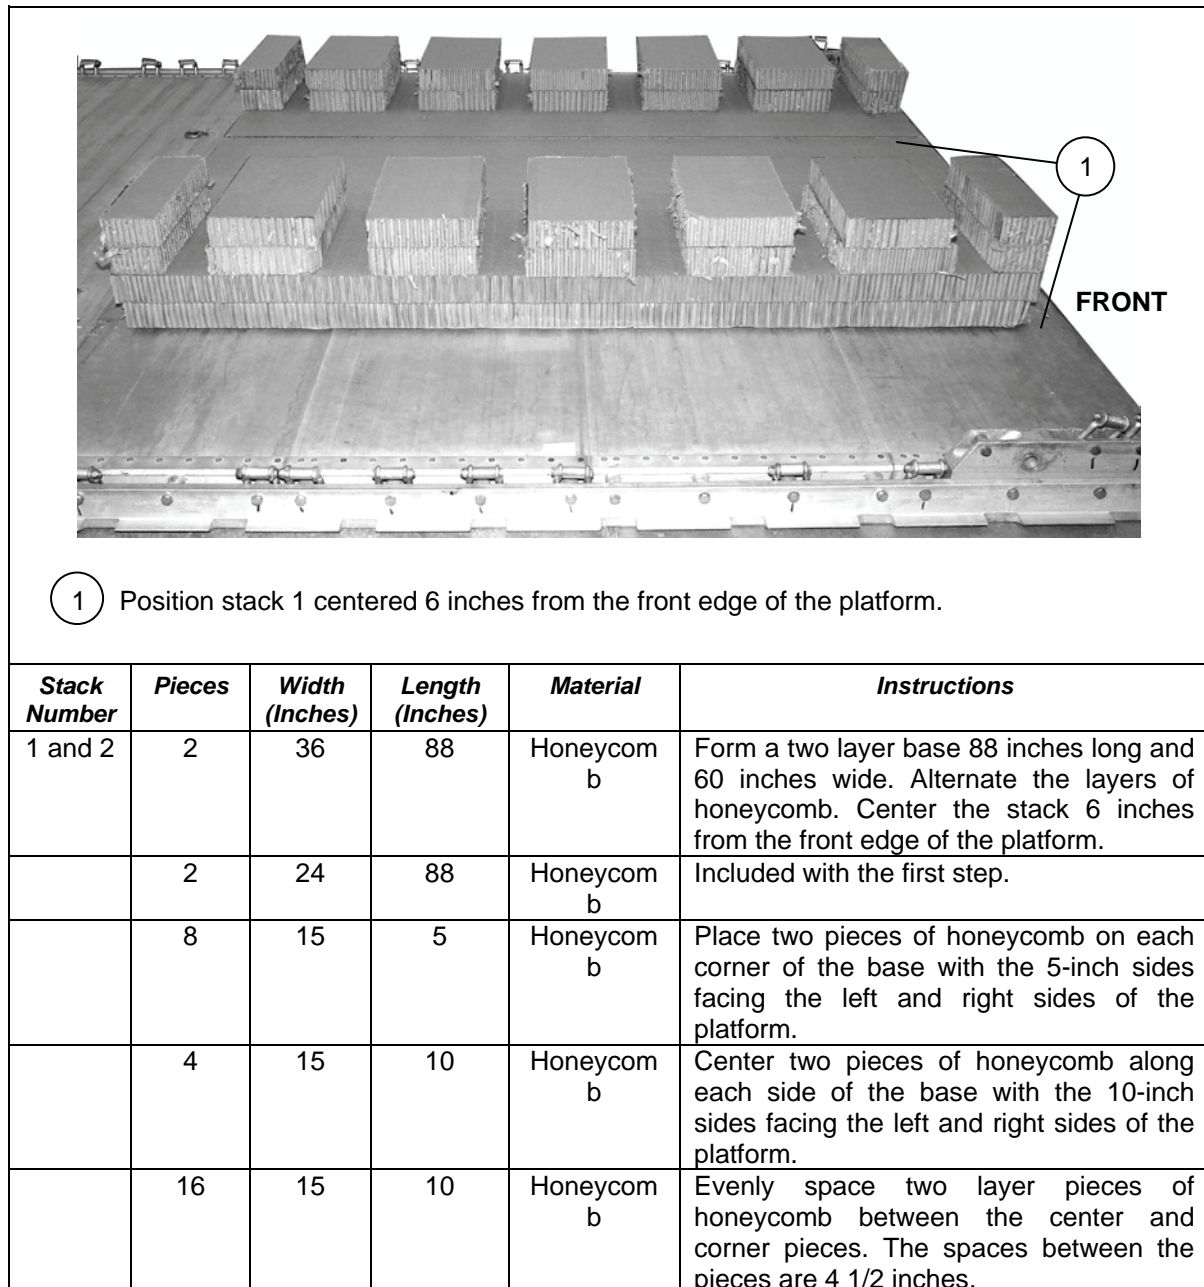 1
FRONT
1 Position stack 1 centered 6 inches from the front edge of the platform.
Stack Number Pieces Width (Inches) Length (Inches) Material Instructions
1 and 2 2 36 88 Honeycom
b
Form a two layer base 88 inches long and
60 inches wide. Alternate the layers of
honeycomb. Center the stack 6 inches
from the front edge of the platform.
2 24 88 Honeycom
b
Included with the first step.
8 15 5 Honeycom
b
Place two pieces of honeycomb on each
corner of the base with the 5-inch sides
facing the left and right sides of the
platform.
4 15 10 Honeycom
b
Center two pieces of honeycomb along
each side of the base with the 10-inch
sides facing the left and right sides of the
platform.
16 15 10 Honeycom
b
Evenly space two layer pieces of
honeycomb between the center and
corner pieces. The spaces between the
pieces are 4 1/2 inches.